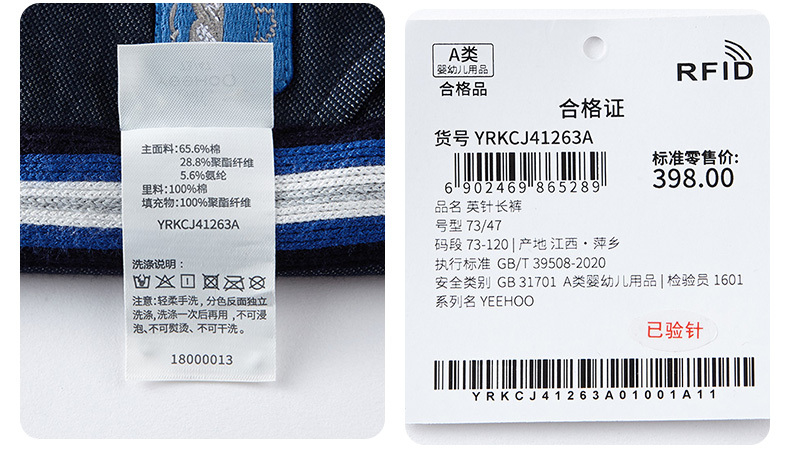 主面料:65.6%棉
28.8%聚酯纤维
5.6%氨纶
里料:100%棉
填充物:100%聚酯纤维
YRKCJ41263A
洗涤说明:
注意:轻柔手洗,分色反面独立
洗涤,洗涤一次后再用,不可浸
泡、不可熨烫、不可干洗。
18000013
A类
婴幼儿用品
合格品
RFID
合格证
货号 YRKCJ41263A
6 902469 865289
标准零售价:
398.00
品名 英针长裤
号型 73/47
码段 73-120 | 产地 江西·萍乡
执行标准 GB/T 39508-2020
安全类别 GB 31701 A类婴幼儿用品 | 检验员 1601
系列名 YEEHOO
已验针
YRKCJ41263A01001A11